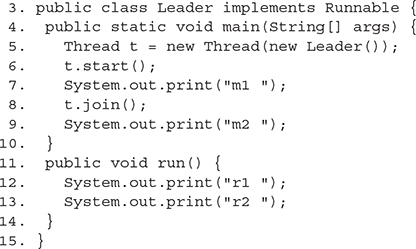 3. public class Leader implements Runnable {
4.   public static void main(String[] args) {
5.     Thread t = new Thread(new Leader());
6.     t.start();
7.     System.out.print("m1 ");
8.     t.join();
9.     System.out.print("m2 ");
10.   }
11.   public void run() {
12.     System.out.print("r1 ");
13.     System.out.print("r2 ");
14.   }
15. }